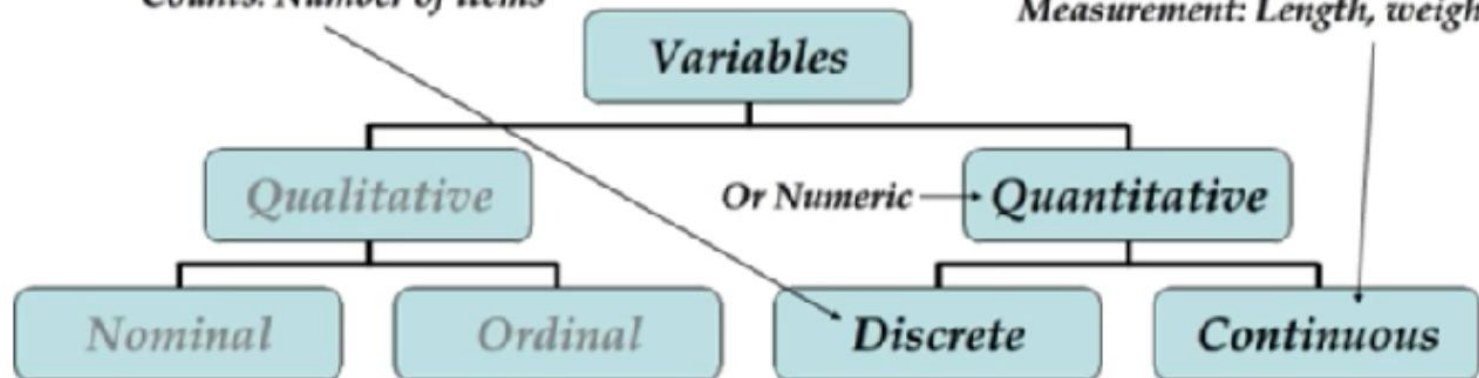 Counts: Number of items
Measurement: Length, weigh
Variables
Qualitative
Or Numeric
Quantitative
Nominal
Ordinal
Discrete
Continuous